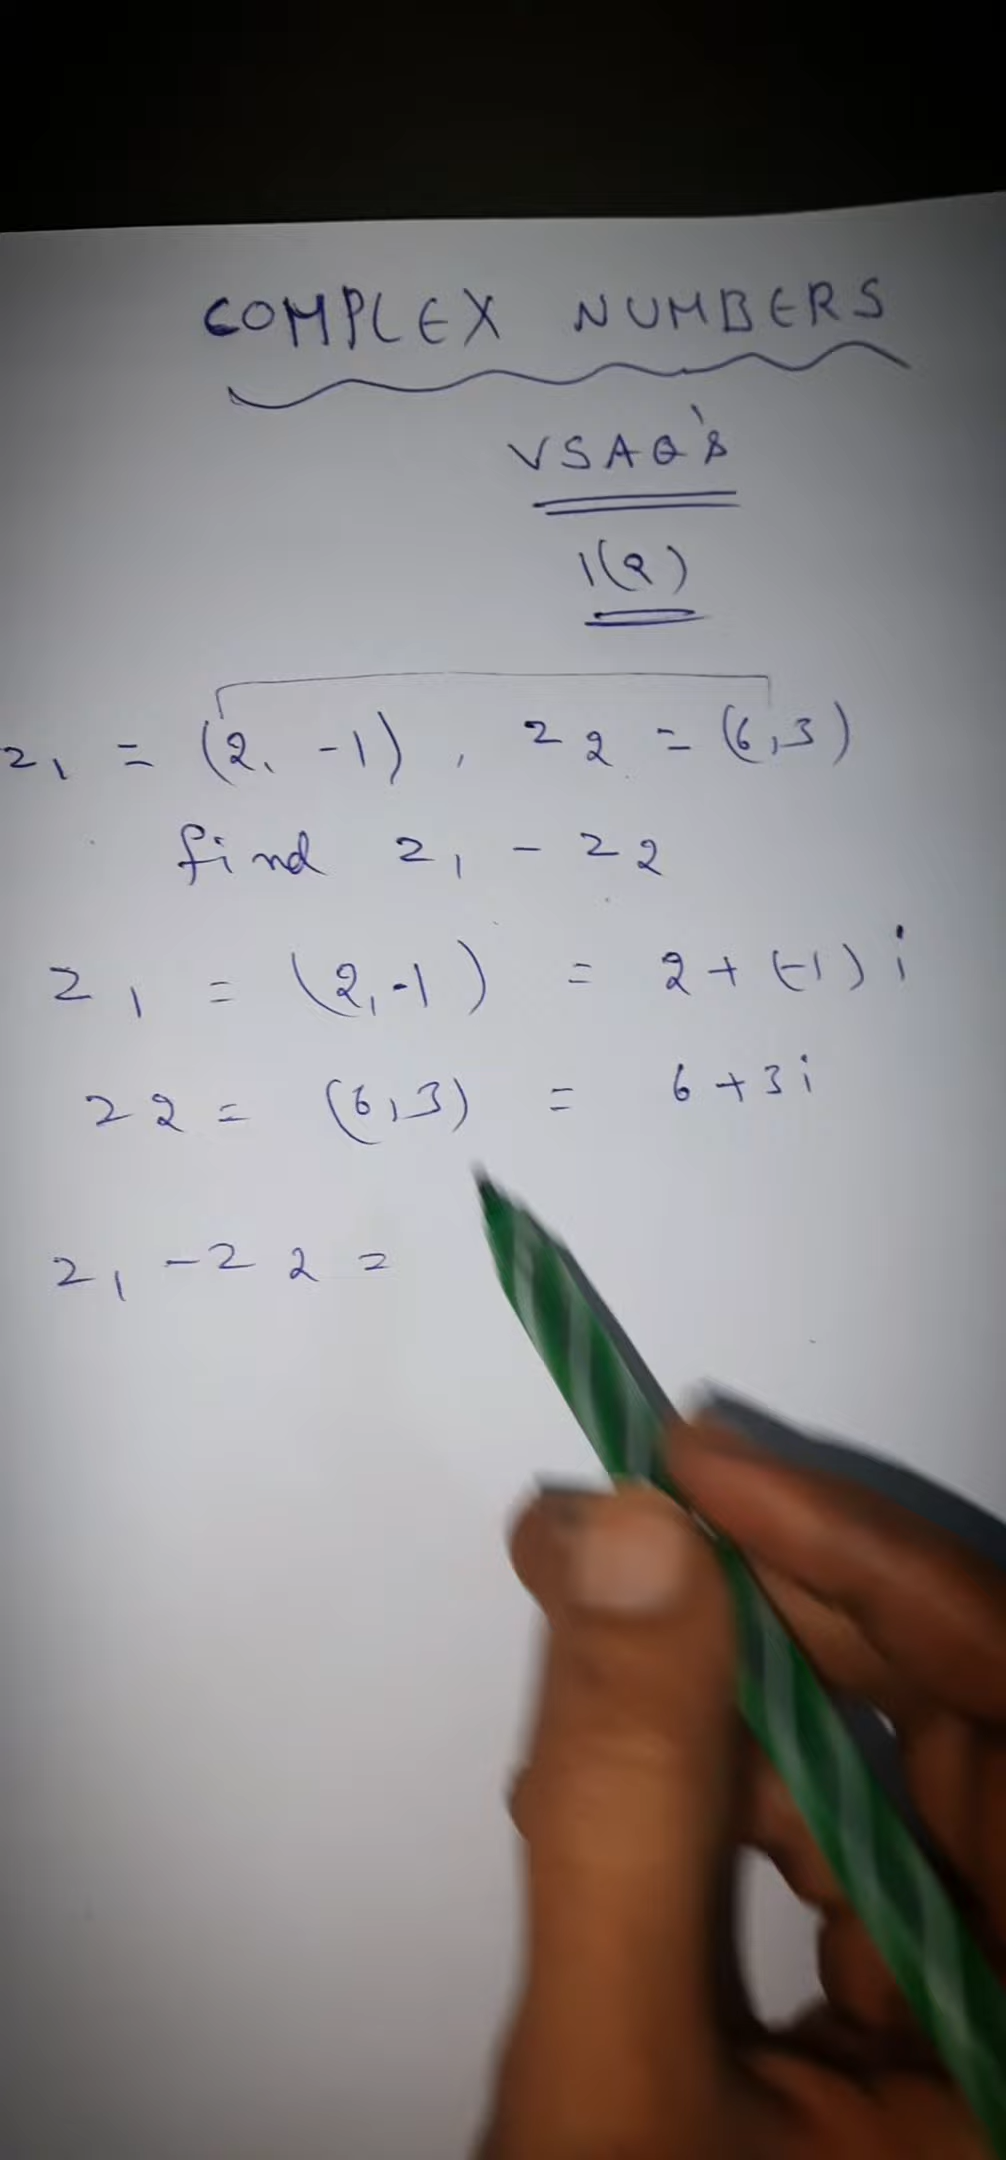 COMPLEX NUMBERS
VSAQ's
1(2)
z1 = (2, -1), z2 = (6,3)
find z1 - z2
z1 = (2,-1) = 2+(-1)i
z2 = (6,3) = 6+3i
z1 - z2 =